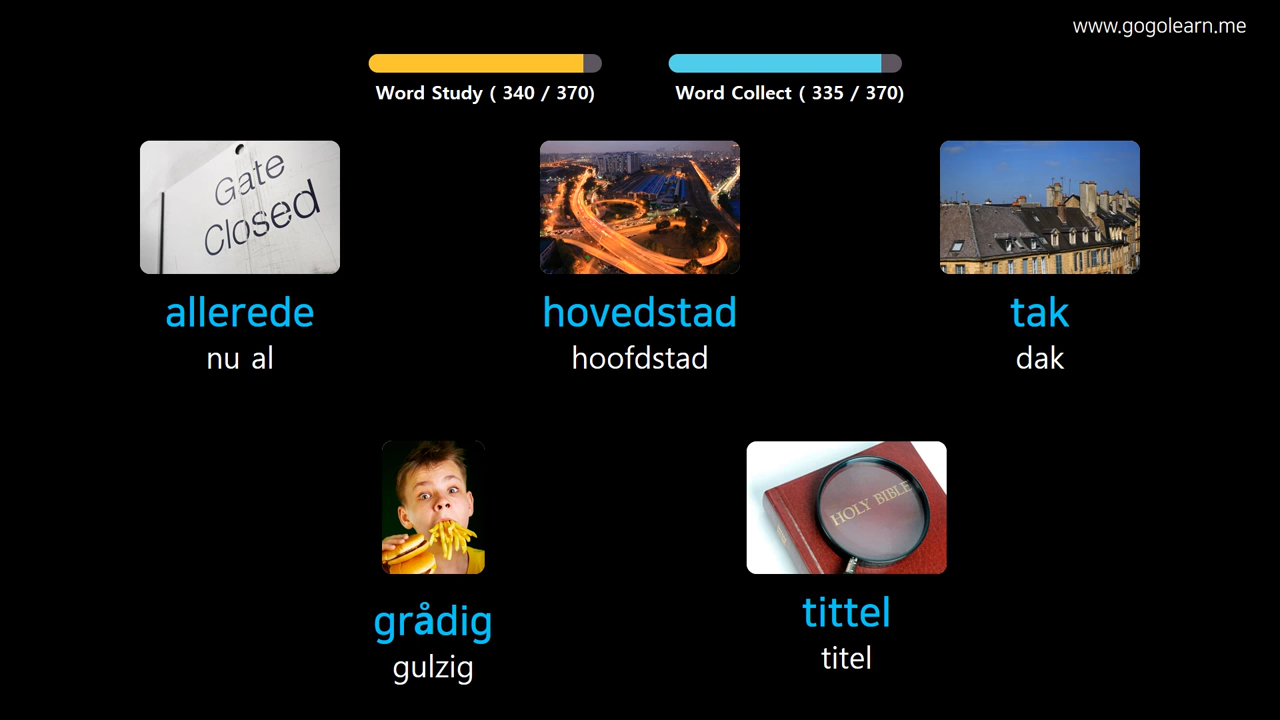 www.gogolearn.me
Word Study ( 340 / 370)
Word Collect ( 335 / 370)
Gate
Closed
allerede
nu al
hovedstad
hoofdstad
tak
dak
HOLY BIBLE
grådig
gulzig
tittel
titel